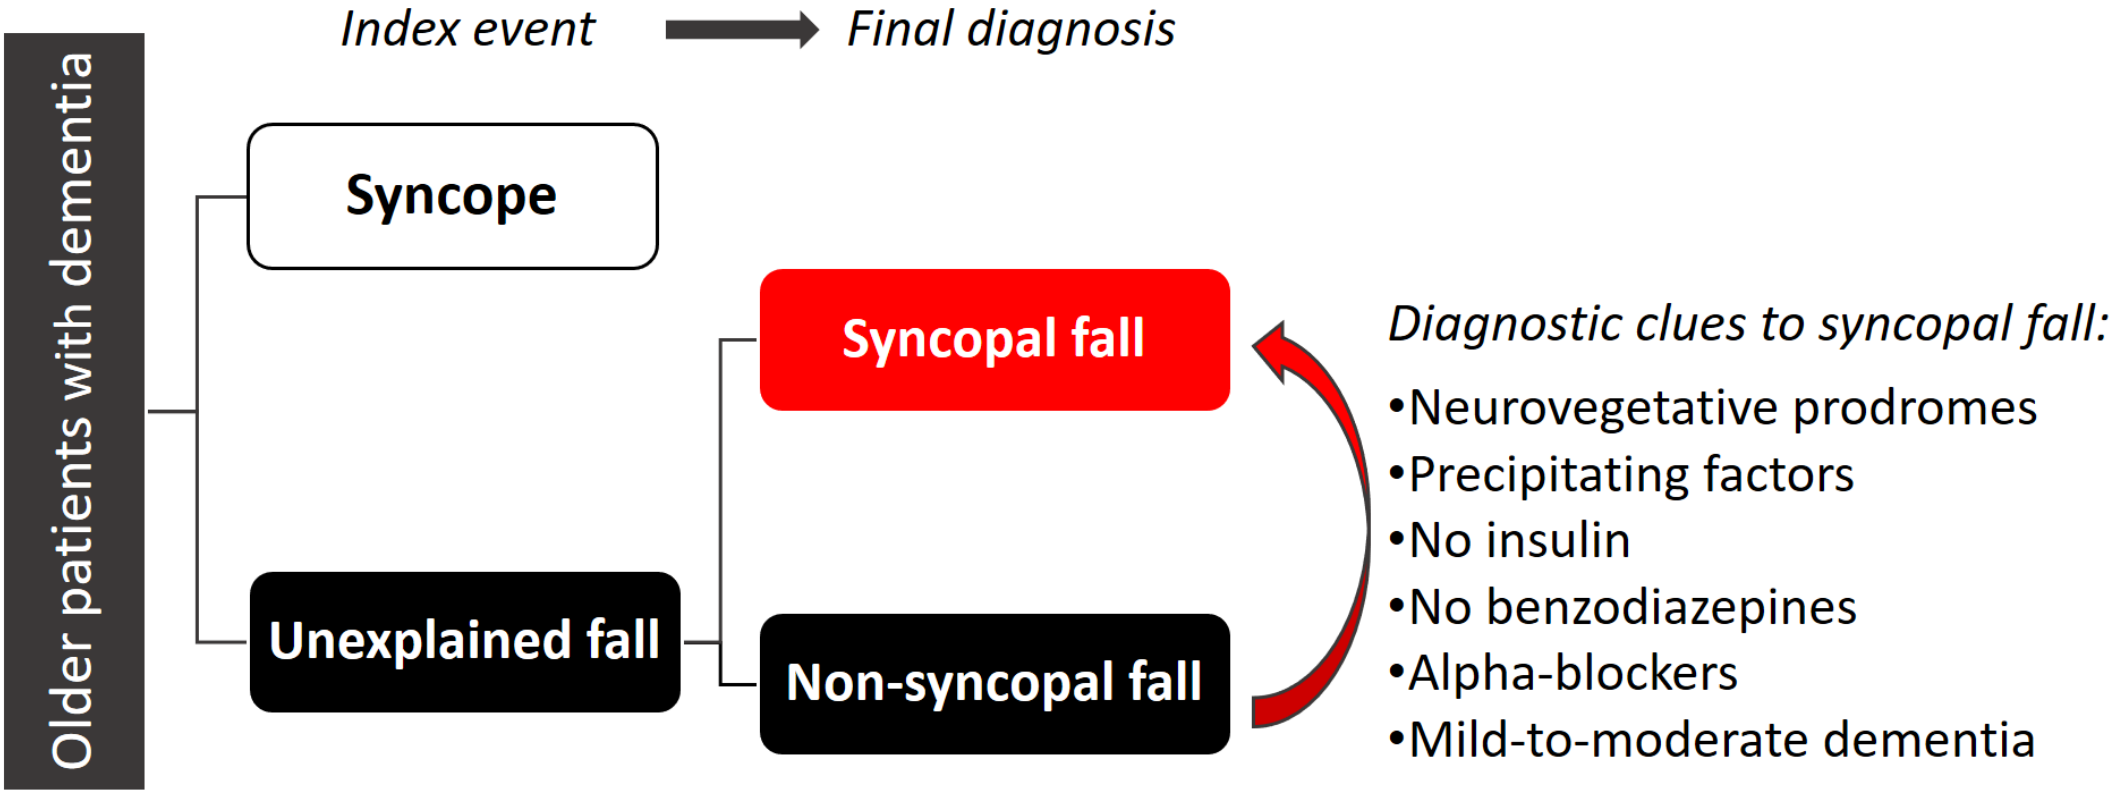 Index event
Final diagnosis
Older patients with dementia
Syncope
Unexplained fall
Syncopal fall
Non-syncopal fall
Diagnostic clues to syncopal fall:
•Neurovegetative prodromes
•Precipitating factors
•No insulin
•No benzodiazepines
•Alpha-blockers
•Mild-to-moderate dementia